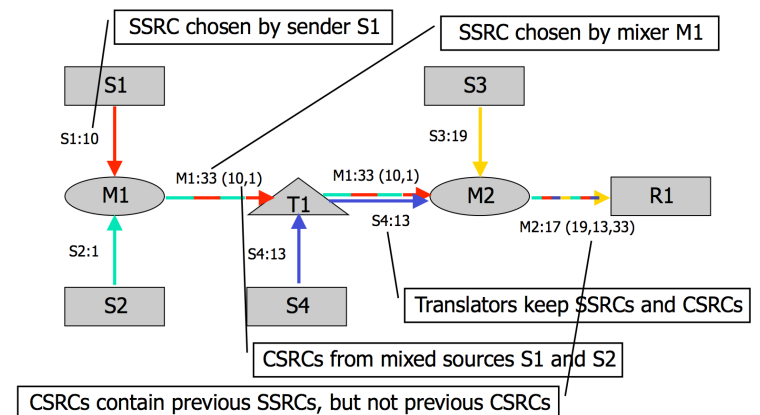 SSRC chosen by sender S1
SSRC chosen by mixer M1
S1
S3
S1:10
S3:19
M1:33 (10,1)
M1:33 (10,1)
M1
T1
M2
R1
S4:13
M2:17 (19,13,33)
S2:1
S4:13
S2
S4
Translators keep SSRCs and CSRCs
CSRCs from mixed sources S1 and S2
CSRCs contain previous SSRCs, but not previous CSRCs